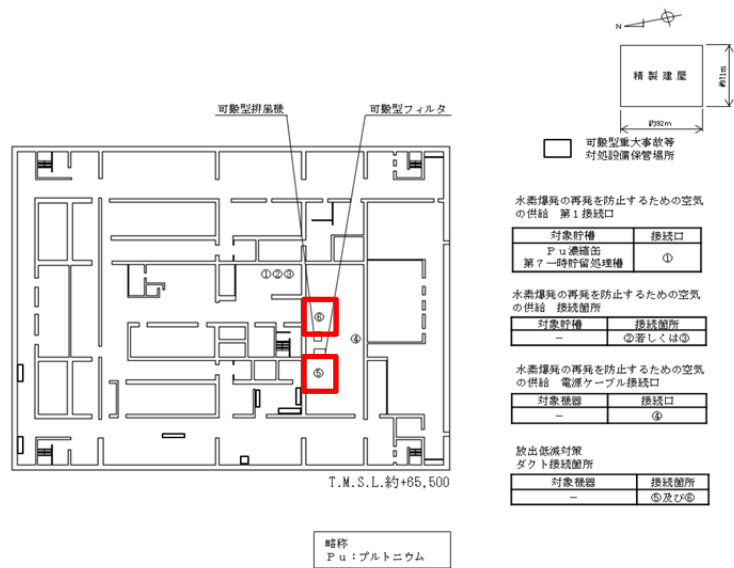 N
精製建屋
約71m
約92m
可搬型排風機
可搬型フィルタ
可搬型重大事故等
対処設備保管場所
①②③
⑥
④
⑤
T.M.S.L.約+65,500
水素爆発の再発を防止するための空気
の供給 第1接続口
対象貯槽 接続口
Pu濃縮缶
第7一時貯留処理槽 ①
水素爆発の再発を防止するための空気
の供給 接続箇所
対象貯槽 接続箇所
− ②若しくは③
水素爆発の再発を防止するための空気
の供給 電源ケーブル接続口
対象機器 接続口
− ④
放出低減対策
ダクト接続箇所
対象機器 接続箇所
− ⑤及び⑥
略称
Pu:プルトニウム